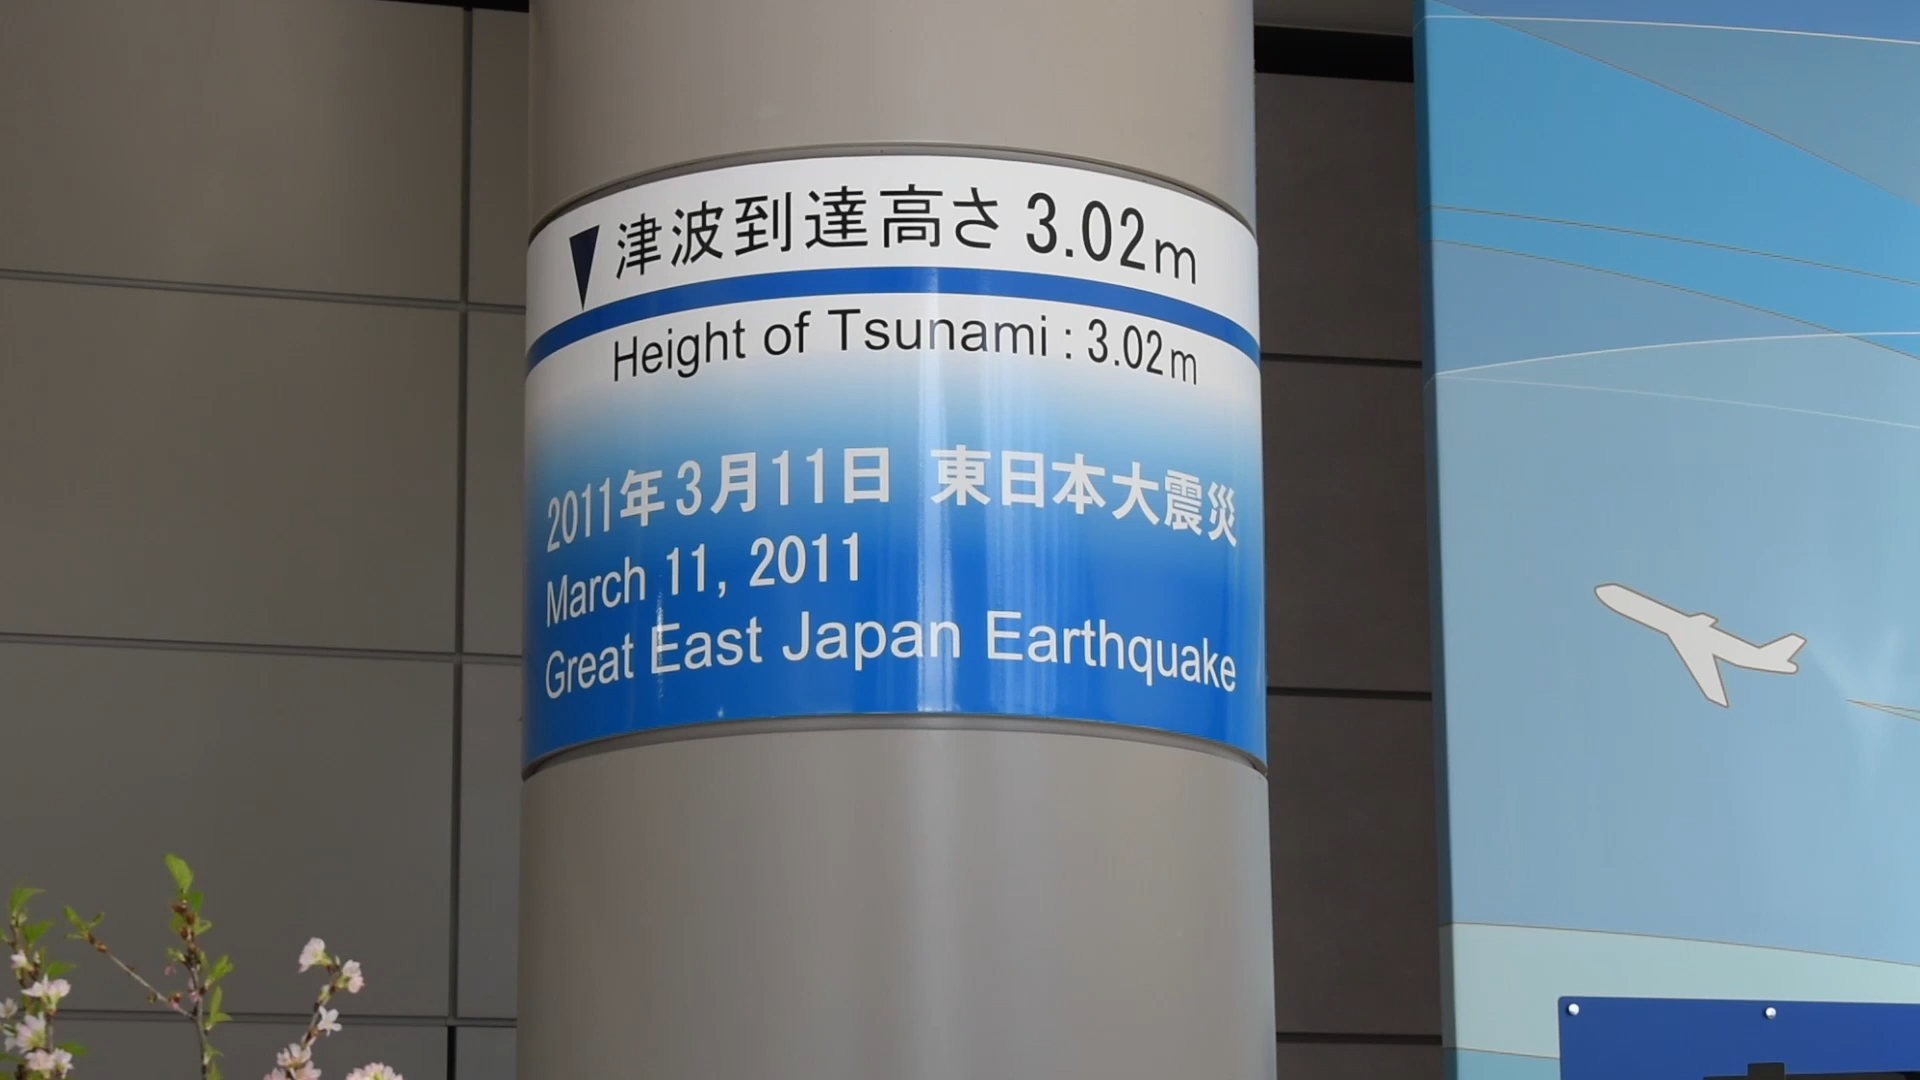 津波到達高さ 3.02m
Height of Tsunami : 3.02m
2011年3月11日 東日本大震災
March 11, 2011
Great East Japan Earthquake